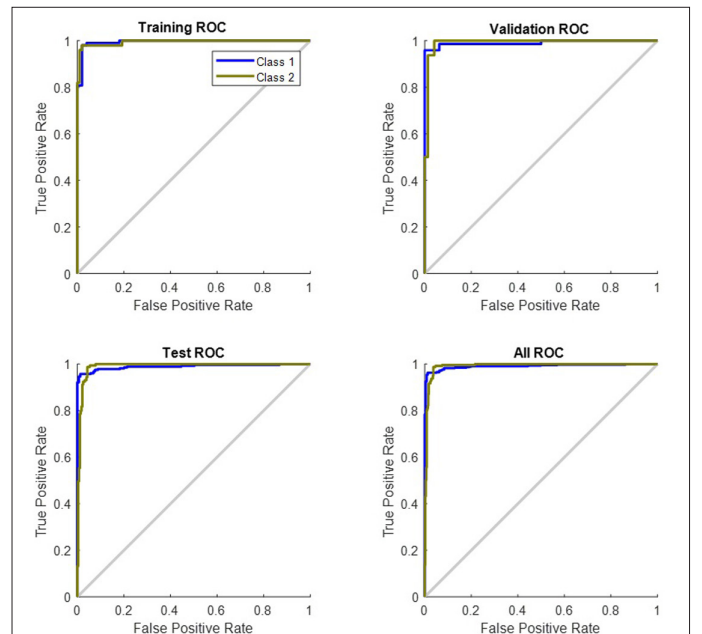 Training ROC
1
0.8
0.6
0.4
0.2
0
True Positive Rate
Class 1
Class 2
0 0.2 0.4 0.6 0.8 1
False Positive Rate
Validation ROC
1
0.8
0.6
0.4
0.2
0
True Positive Rate
0 0.2 0.4 0.6 0.8 1
False Positive Rate
Test ROC
1
0.8
0.6
0.4
0.2
0
True Positive Rate
0 0.2 0.4 0.6 0.8 1
False Positive Rate
All ROC
1
0.8
0.6
0.4
0.2
0
True Positive Rate
0 0.2 0.4 0.6 0.8 1
False Positive Rate